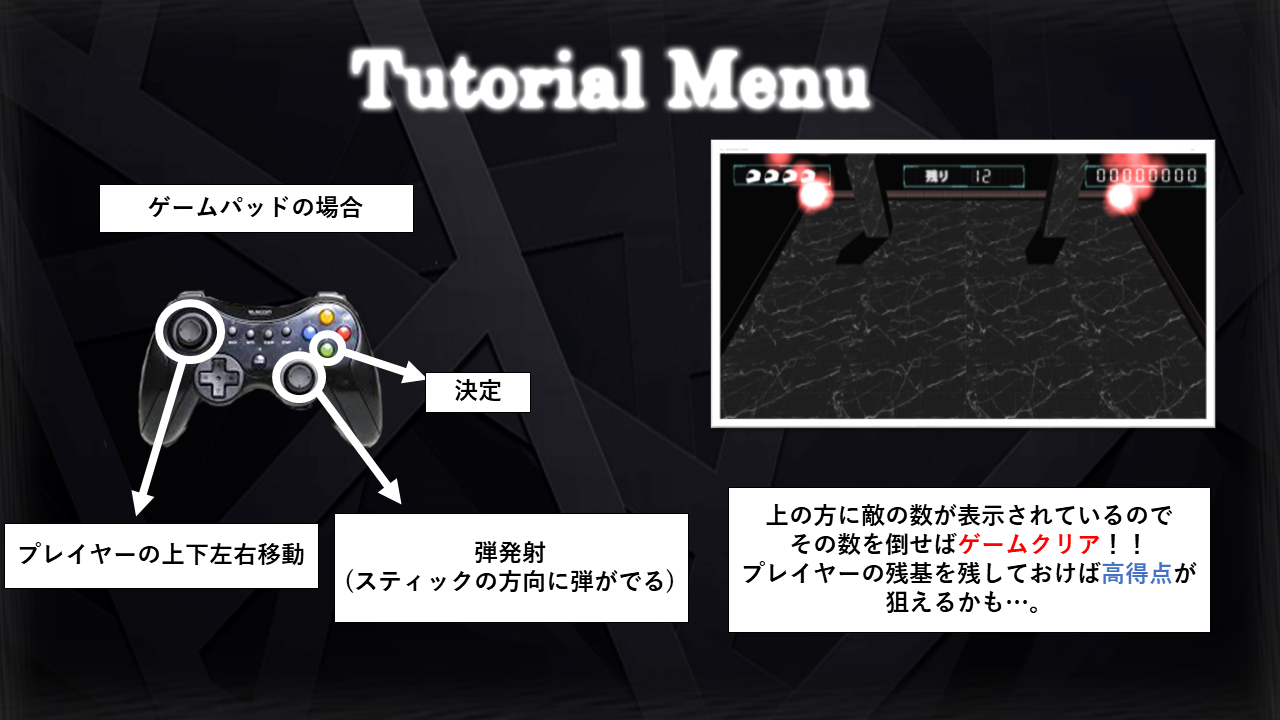 Tutorial Menu
ゲームパッドの場合
ELECOM
決定
プレイヤーの上下左右移動
弾発射
(スティックの方向に弾がでる)
残り 12
00000000
上の方に敵の数が表示されているので
その数を倒せばゲームクリア！！
プレイヤーの残基を残しておけば高得点が
狙えるかも…。